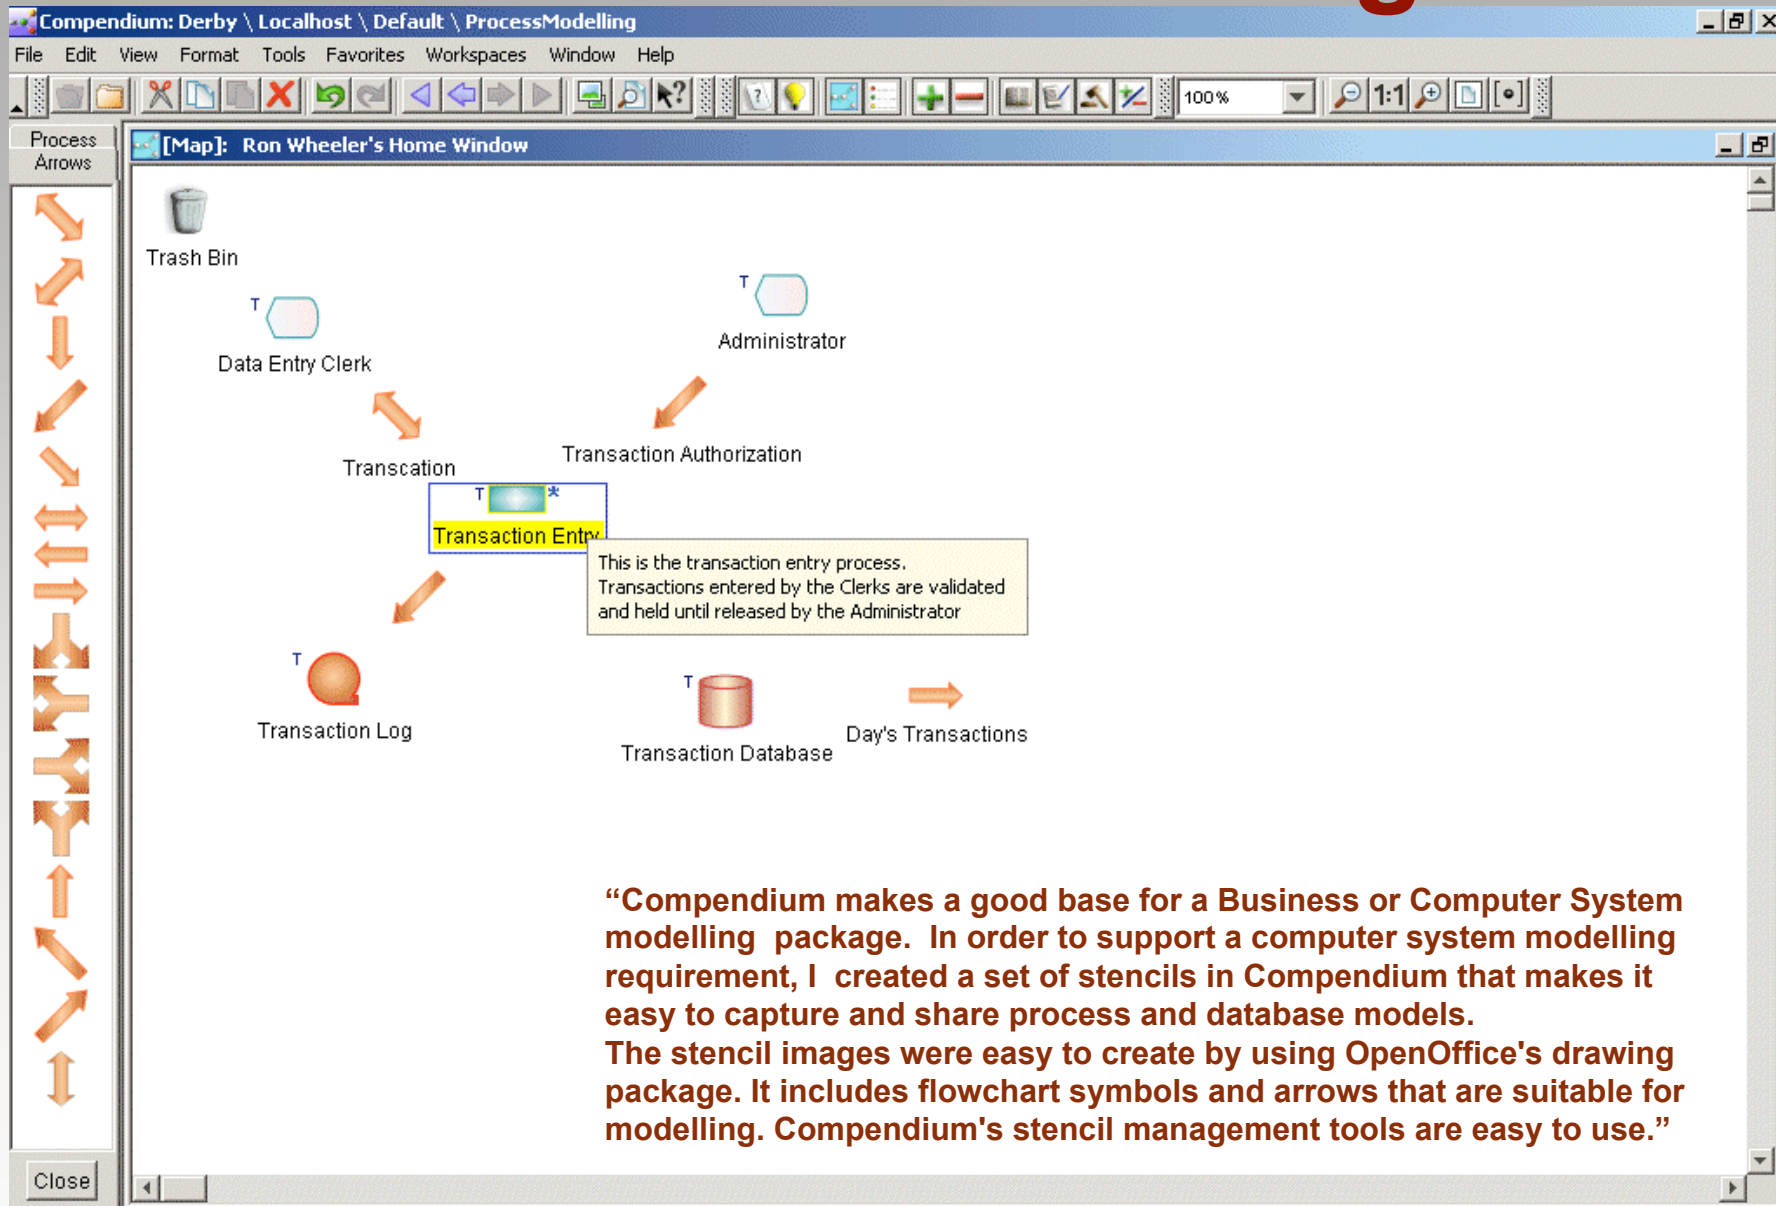 Compendium: Derby \ Localhost \ Default \ ProcessModelling
File Edit View Format Tools Favorites Workspaces Window Help
100%
1:1
Process
Arrows
[Map]: Ron Wheeler's Home Window
Trash Bin
T
Data Entry Clerk
T
Administrator
Transcation
Transaction Authorization
T *
Transaction Entry
This is the transaction entry process.
Transactions entered by the Clerks are validated
and held until released by the Administrator
T
Transaction Log
T
Transaction Database
Day's Transactions
“Compendium makes a good base for a Business or Computer System
modelling package. In order to support a computer system modelling
requirement, I created a set of stencils in Compendium that makes it
easy to capture and share process and database models.
The stencil images were easy to create by using OpenOffice's drawing
package. It includes flowchart symbols and arrows that are suitable for
modelling. Compendium's stencil management tools are easy to use.”
Close